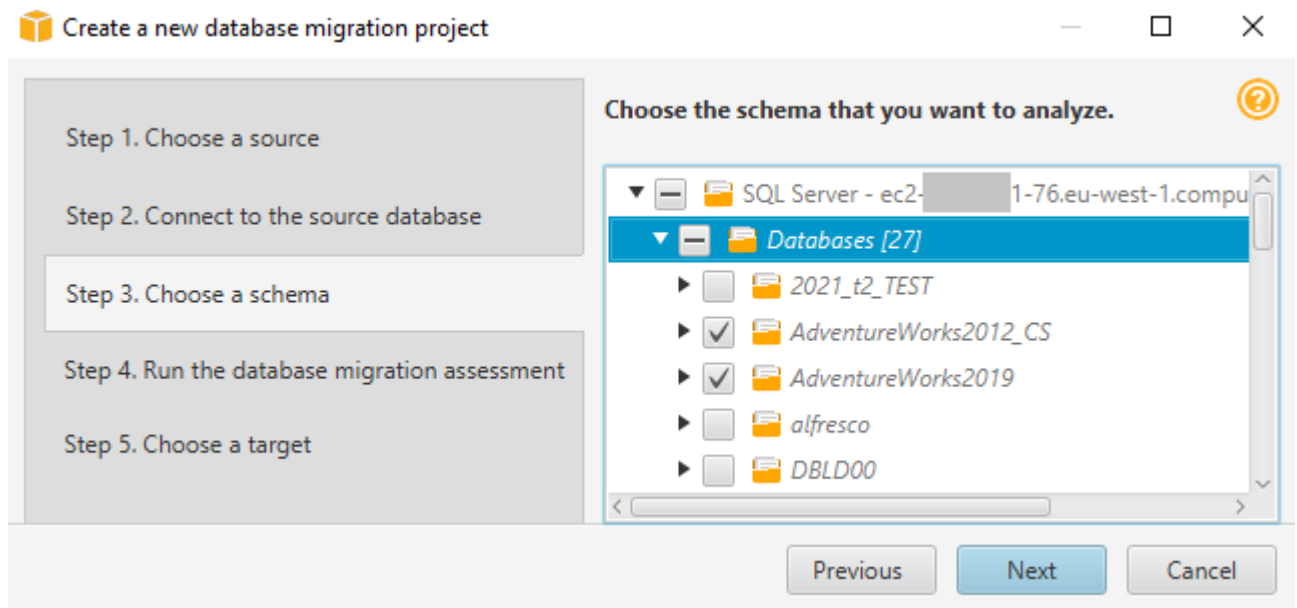 Create a new database migration project
Step 1. Choose a source
Step 2. Connect to the source database
Step 3. Choose a schema
Step 4. Run the database migration assessment
Step 5. Choose a target
Choose the schema that you want to analyze.
SQL Server - ec2- 1-76.eu-west-1.compu
Databases [27]
2021_t2_TEST
AdventureWorks2012_CS
AdventureWorks2019
alfresco
DBLD00
Previous Next Cancel